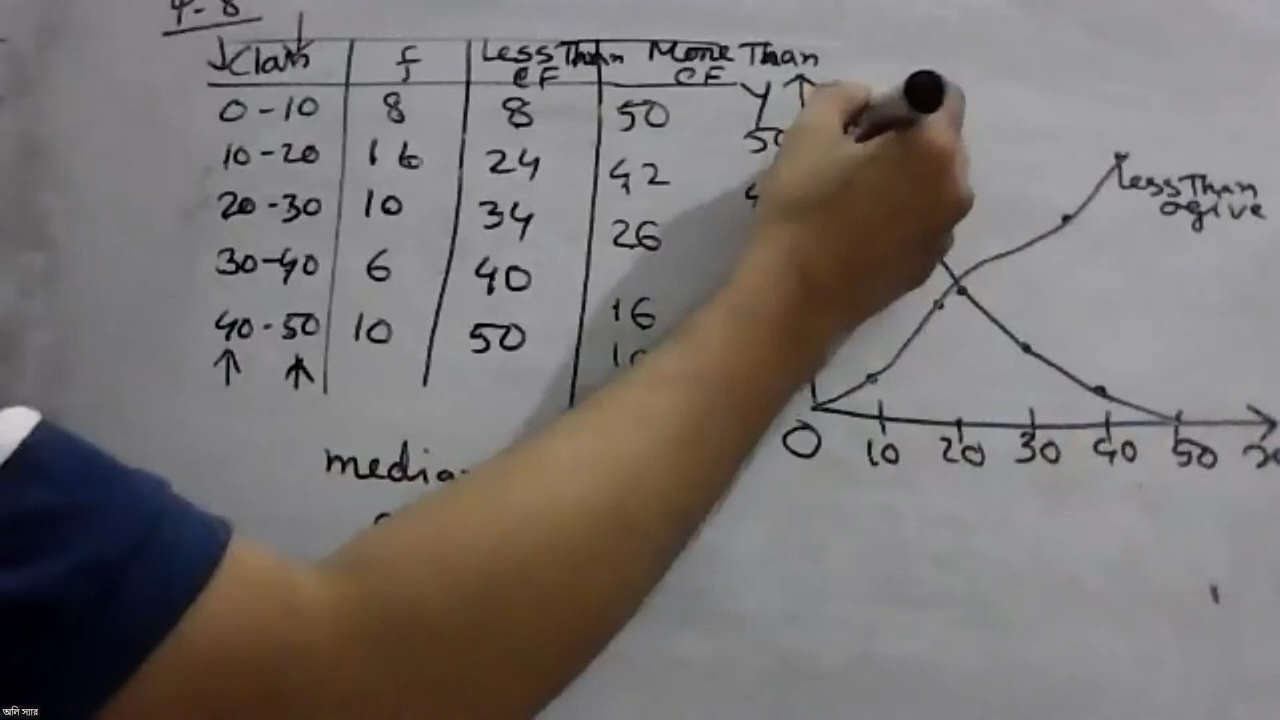 Class f Less Than CF More Than CF
0-10 8 8 50
10-20 16 24 42
20-30 10 34 26
30-40 6 40 16
40-50 10 50
y
Less Than
ogive
0 10 20 30 40 50
অলি স্যার